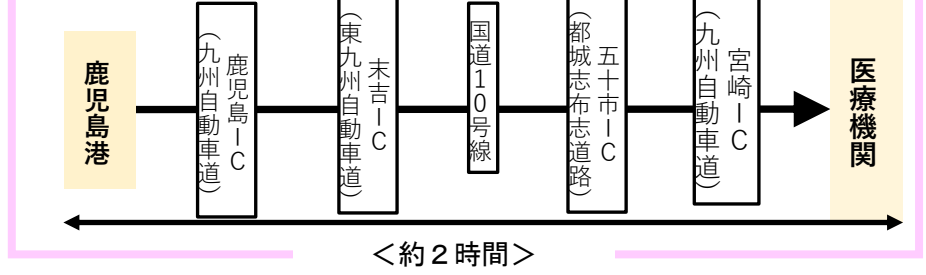 鹿児島港
鹿児島IC
(九州自動車道)
末吉IC
(東九州自動車道)
国道10号線
五十市IC
(都城志布志道路)
宮崎IC
(九州自動車道)
医療機関
<約2時間>